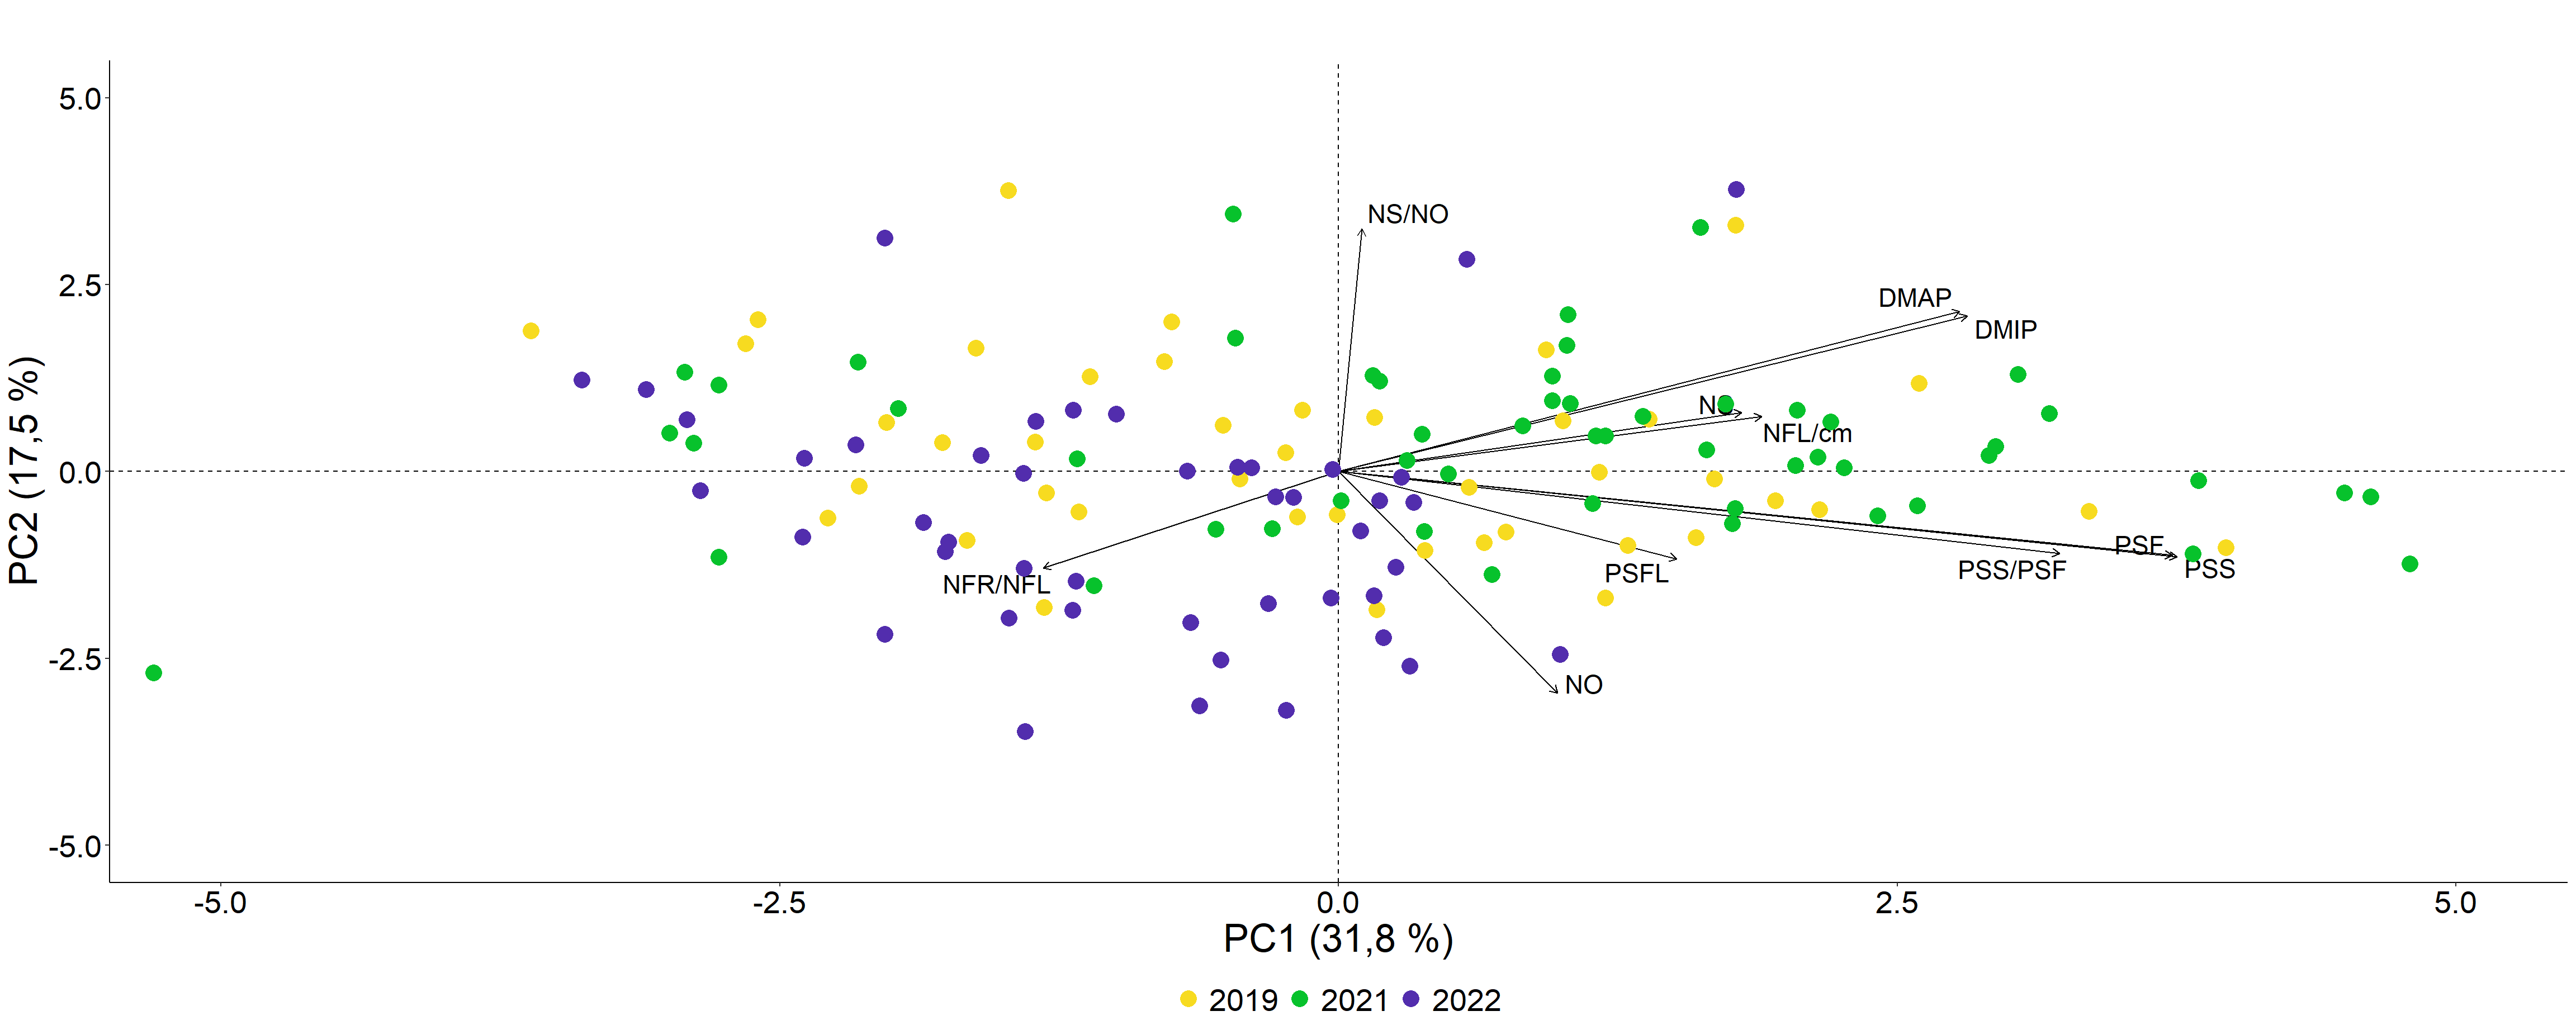 5.0
NS/NO
2.5
DMAP
DMIP
NS
NFL/cm
0.0
PSF
PSFL
PSS/PSF
PSS
NFR/NFL
-2.5
NO
-5.0
PC2 (17,5 %)
-5.0 -2.5 0.0 2.5 5.0
PC1 (31,8 %)
2019 2021 2022